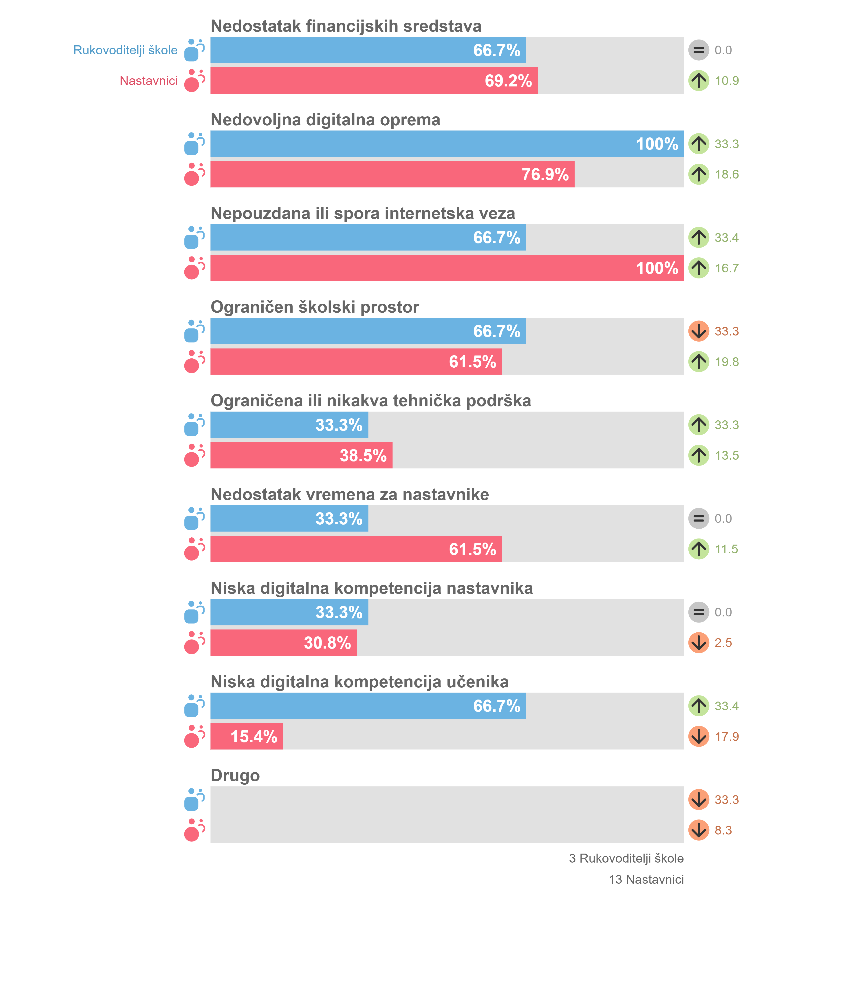 Nedostatak financijskih sredstava
Rukovoditelji škole 66.7% = 0.0
Nastavnici 69.2% ↑ 10.9
Nedovoljna digitalna oprema
100% ↑ 33.3
76.9% ↑ 18.6
Nepouzdana ili spora internetska veza
66.7% ↑ 33.4
100% ↑ 16.7
Ograničen školski prostor
66.7% ↓ 33.3
61.5% ↑ 19.8
Ograničena ili nikakva tehnička podrška
33.3% ↑ 33.3
38.5% ↑ 13.5
Nedostatak vremena za nastavnike
33.3% = 0.0
61.5% ↑ 11.5
Niska digitalna kompetencija nastavnika
33.3% = 0.0
30.8% ↓ 2.5
Niska digitalna kompetencija učenika
66.7% ↑ 33.4
15.4% ↓ 17.9
Drugo
↓ 33.3
↓ 8.3
3 Rukovoditelji škole
13 Nastavnici